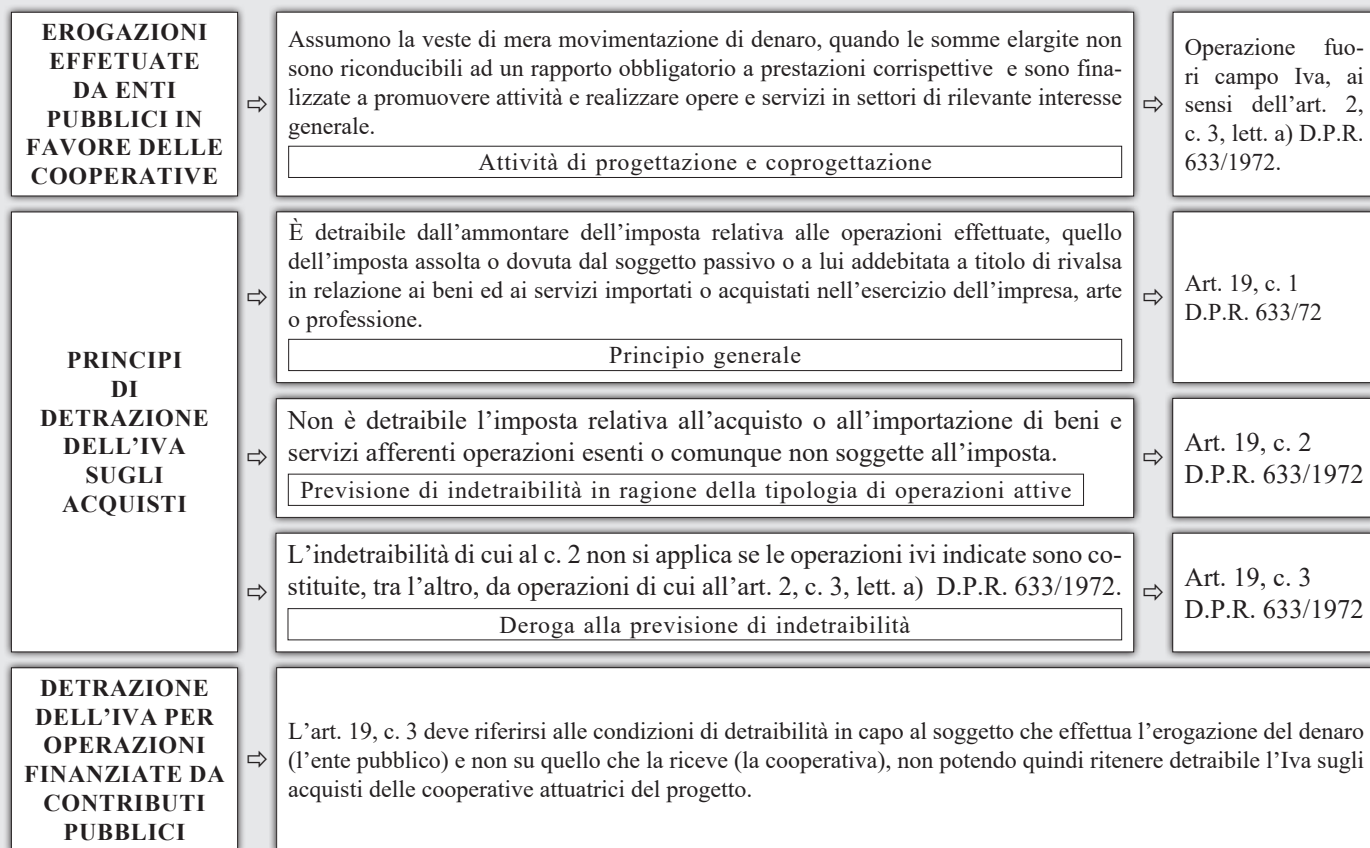 EROGAZIONI
EFFETUATE
DA ENTI
PUBBLICI IN
FAVORE DELLE
COOPERATIVE
⇨
Assumono la veste di mera movimentazione di denaro, quando le somme elargite non
sono riconducibili ad un rapporto obbligatorio a prestazioni corrispettive e sono fina-
lizzate a promuovere attività e realizzare opere e servizi in settori di rilevante interesse
generale.
Attività di progettazione e coprogettazione
⇨
Operazione fuo-
ri campo Iva, ai
sensi dell’art. 2,
c. 3, lett. a) D.P.R.
633/1972.
PRINCIPI
DI
DETRAZIONE
DELL’IVA
SUGLI
ACQUISTI
⇨
È detraibile dall’ammontare dell’imposta relativa alle operazioni effettuate, quello
dell’imposta assolta o dovuta dal soggetto passivo o a lui addebitata a titolo di rivalsa
in relazione ai beni ed ai servizi importati o acquistati nell’esercizio dell’impresa, arte
o professione.
Principio generale
⇨
Art. 19, c. 1
D.P.R. 633/72
⇨
Non è detraibile l’imposta relativa all’acquisto o all’importazione di beni e
servizi afferenti operazioni esenti o comunque non soggette all’imposta.
Previsione di indetraibilità in ragione della tipologia di operazioni attive
⇨
Art. 19, c. 2
D.P.R. 633/1972
⇨
L’indetraibilità di cui al c. 2 non si applica se le operazioni ivi indicate sono co-
stituite, tra l’altro, da operazioni di cui all’art. 2, c. 3, lett. a) D.P.R. 633/1972.
Deroga alla previsione di indetraibilità
⇨
Art. 19, c. 3
D.P.R. 633/1972
DETRAZIONE
DELL’IVA PER
OPERAZIONI
FINANZIATE DA
CONTRIBUTI
PUBBLICI
⇨
L’art. 19, c. 3 deve riferirsi alle condizioni di detraibilità in capo al soggetto che effettua l’erogazione del denaro
(l’ente pubblico) e non su quello che la riceve (la cooperativa), non potendo quindi ritenere detraibile l’Iva sugli
acquisti delle cooperative attuatrici del progetto.